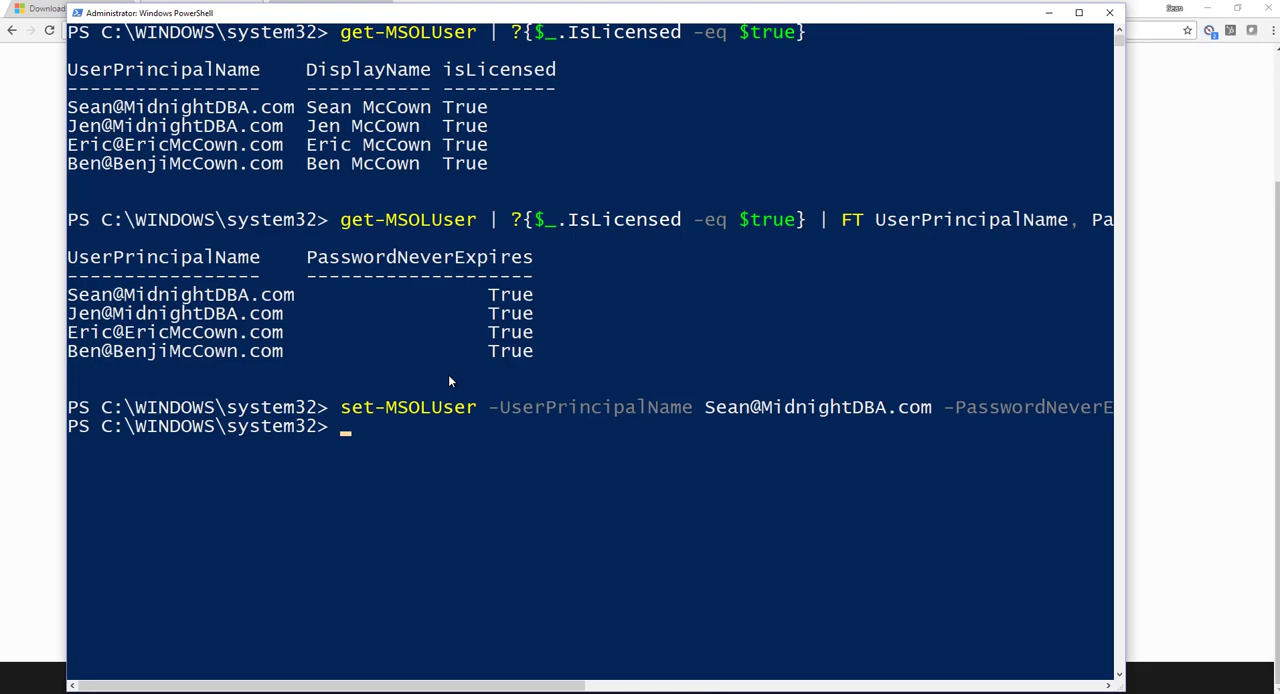 Download
Administrator: Windows PowerShell
Sean
PS C:\WINDOWS\system32> get-MSOLUser | ?{$_.IsLicensed -eq $true}
UserPrincipalName    DisplayName isLicensed
-----------------    ----------- ----------
Sean@MidnightDBA.com Sean McCown True
Jen@MidnightDBA.com  Jen McCown  True
Eric@EricMcCown.com  Eric McCown True
Ben@BenjiMcCown.com  Ben McCown  True
PS C:\WINDOWS\system32> get-MSOLUser | ?{$_.IsLicensed -eq $true} | FT UserPrincipalName, Pa
UserPrincipalName    PasswordNeverExpires
-----------------    --------------------
Sean@MidnightDBA.com                 True
Jen@MidnightDBA.com                  True
Eric@EricMcCown.com                  True
Ben@BenjiMcCown.com                  True
PS C:\WINDOWS\system32> set-MSOLUser -UserPrincipalName Sean@MidnightDBA.com -PasswordNeverE
PS C:\WINDOWS\system32>